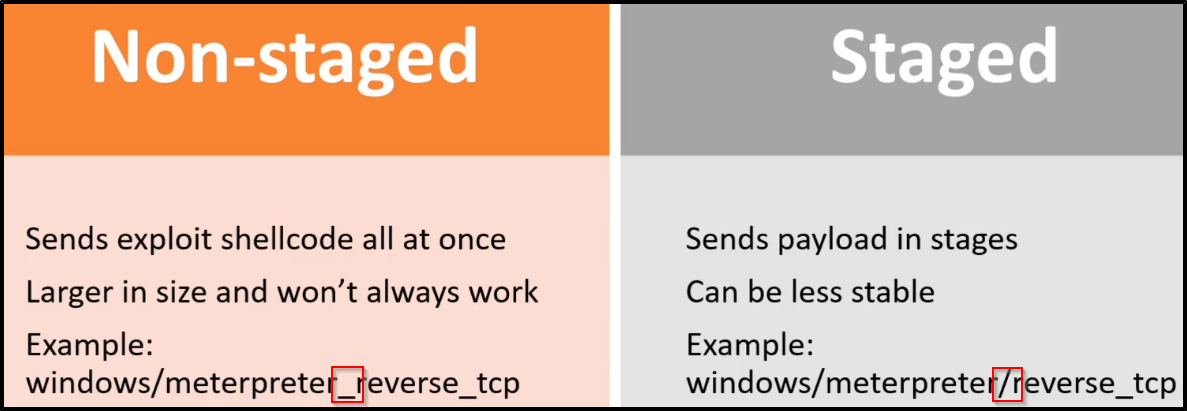 Non-staged
Sends exploit shellcode all at once
Larger in size and won’t always work
Example:
windows/meterpreter_reverse_tcp
Staged
Sends payload in stages
Can be less stable
Example:
windows/meterpreter/reverse_tcp